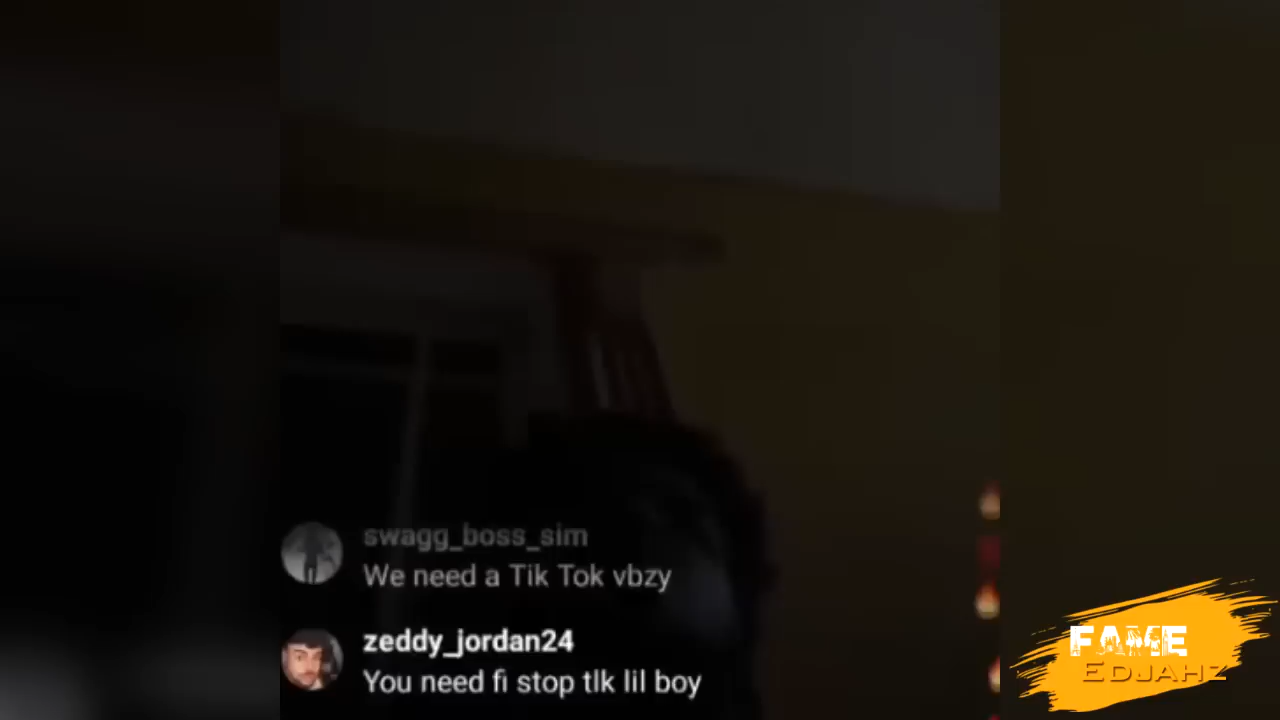 swagg_boss_sim
We need a Tik Tok vbzy
zeddy_jordan24
You need fi stop tlk lil boy
FAME
EDJAHZ